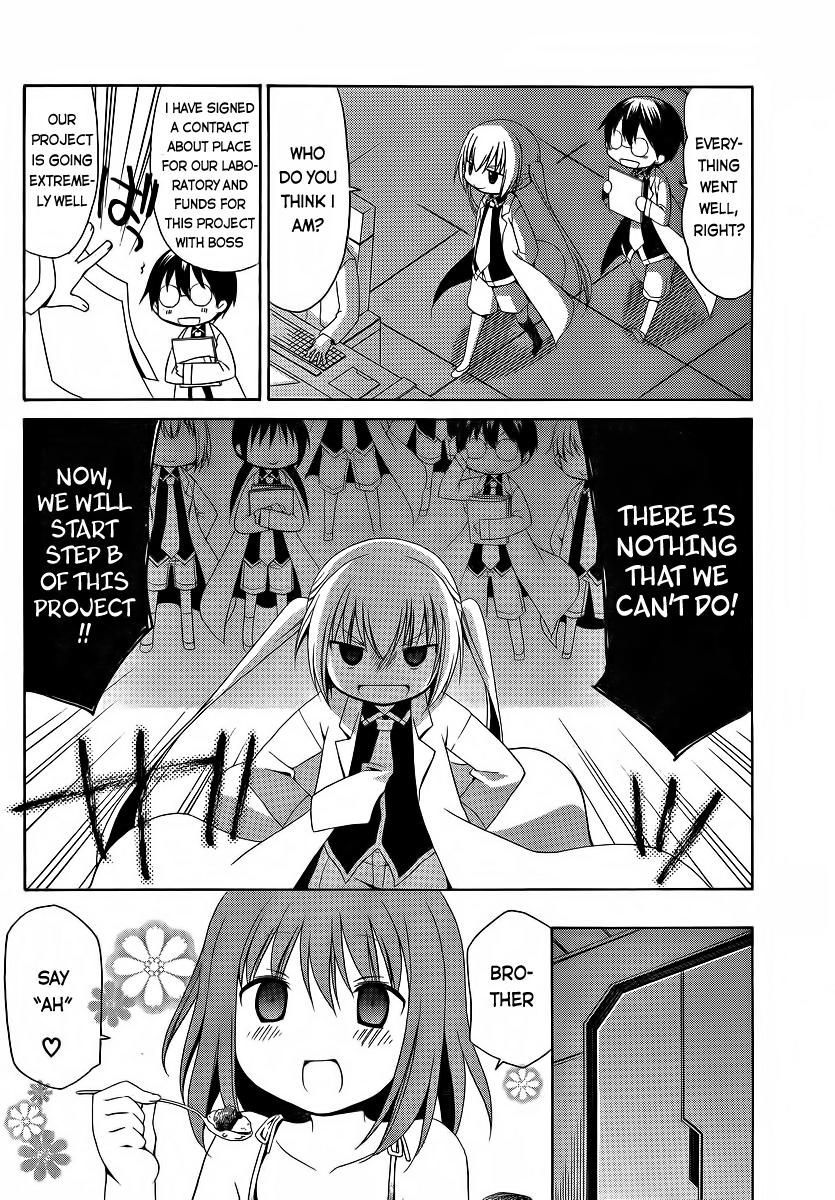 EVERY-
THING
WENT
WELL,
RIGHT?
WHO
DO YOU
THINK I
AM?
I HAVE SIGNED
A CONTRACT
ABOUT PLACE
FOR OUR LABO-
RATORY AND
FUNDS FOR
THIS PROJECT
WITH BOSS
OUR
PROJECT
IS GOING
EXTREME-
LY WELL
THERE IS
NOTHING
THAT WE
CAN'T DO!
NOW,
WE WILL
START
STEP B
OF THIS
PROJECT
!!
BRO-
THER
SAY
"AH"
♡